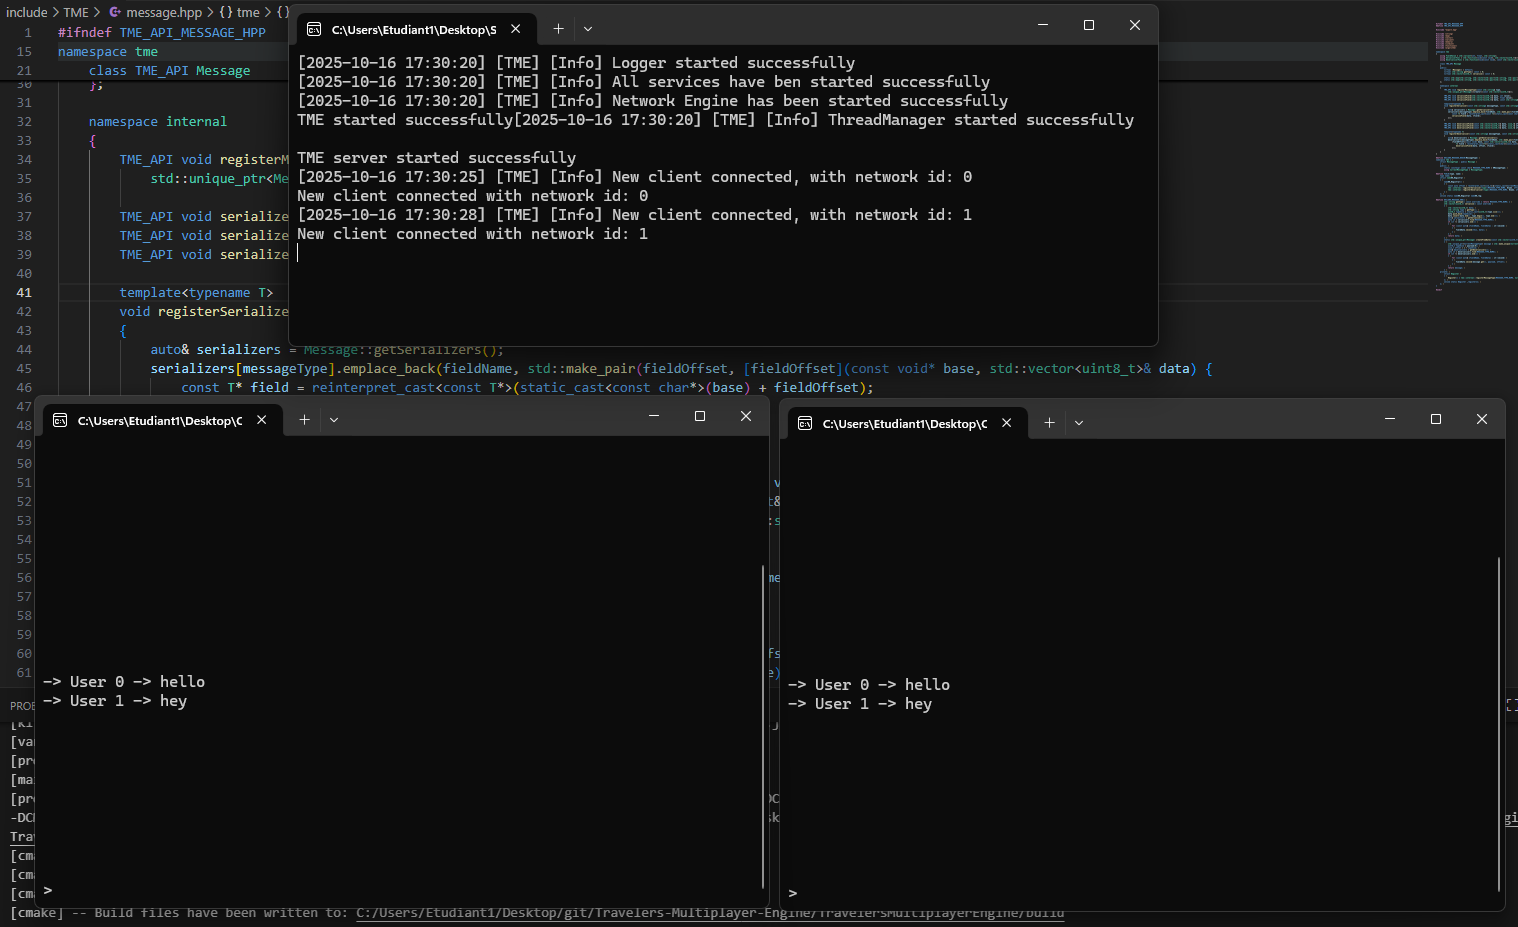 include > TME > message.hpp > {} tme > {}
1 #ifndef TME_API_MESSAGE_HPP
15 namespace tme
21 class TME_API Message
30 };
31
32 namespace internal
33 {
34 TME_API void registerM
35 std::unique_ptr<Me
36
37 TME_API void serialize
38 TME_API void serialize
39 TME_API void serialize
40
41 template<typename T>
42 void registerSerialize
43 {
44 auto& serializers = Message::getSerializers();
45 serializers[messageType].emplace_back(fieldName, std::make_pair(fieldOffset, [fieldOffset](const void* base, std::vector<uint8_t>& data) {
46 const T* field = reinterpret_cast<const T*>(static_cast<const char*>(base) + fieldOffset);
47
48
49
50
51
52
53
54
55
56
57
58
59
60
61
C:\Users\Etudiant1\Desktop\S
[2025-10-16 17:30:20] [TME] [Info] Logger started successfully
[2025-10-16 17:30:20] [TME] [Info] All services have ben started successfully
[2025-10-16 17:30:20] [TME] [Info] Network Engine has been started successfully
TME started successfully[2025-10-16 17:30:20] [TME] [Info] ThreadManager started successfully
TME server started successfully
[2025-10-16 17:30:25] [TME] [Info] New client connected, with network id: 0
New client connected with network id: 0
[2025-10-16 17:30:28] [TME] [Info] New client connected, with network id: 1
New client connected with network id: 1
C:\Users\Etudiant1\Desktop\C
-> User 0 -> hello
-> User 1 -> hey
>
C:\Users\Etudiant1\Desktop\C
-> User 0 -> hello
-> User 1 -> hey
>
PROB
[va
[pr
[ma
[pr
-DC
Tra
[cm
[cm
[cm
[cmake] -- Build files have been written to: C:/Users/Etudiant1/Desktop/git/Travelers-Multiplayer-Engine/TravelersMultiplayerEngine/build